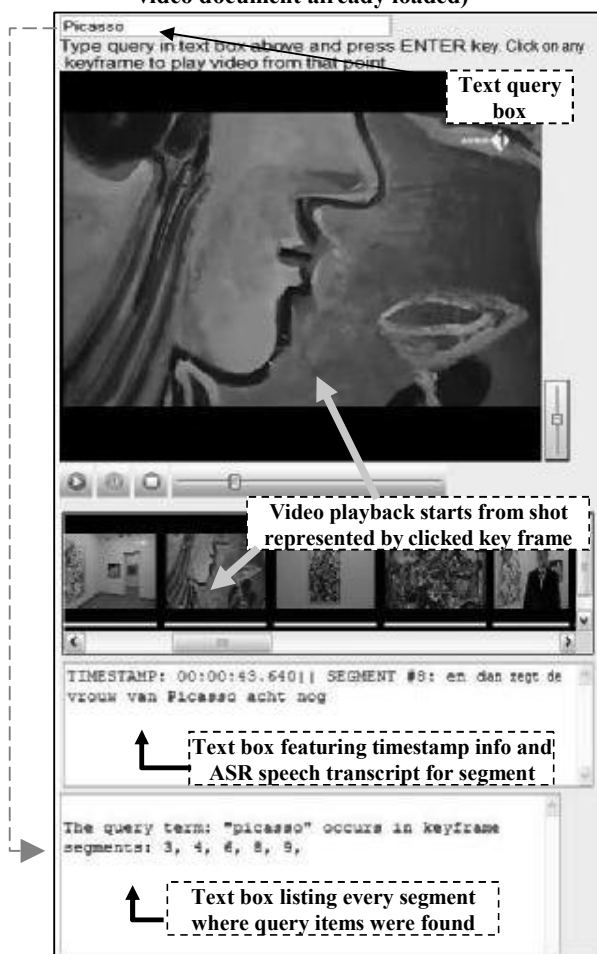 video document already loaded)
Picasso
Type query in text box above and press ENTER key. Click on any
keyframe to play video from that point
Text query
box
Video playback starts from shot
represented by clicked key frame
TIMESTAMP: 00:00:43.640|| SEGMENT #8: en dan zegt de
vrouw van Picasso acht nog
Text box featuring timestamp info and
ASR speech transcript for segment
The query term: "picasso" occurs in keyframe
segments: 3, 4, 6, 8, 9,
Text box listing every segment
where query items were found